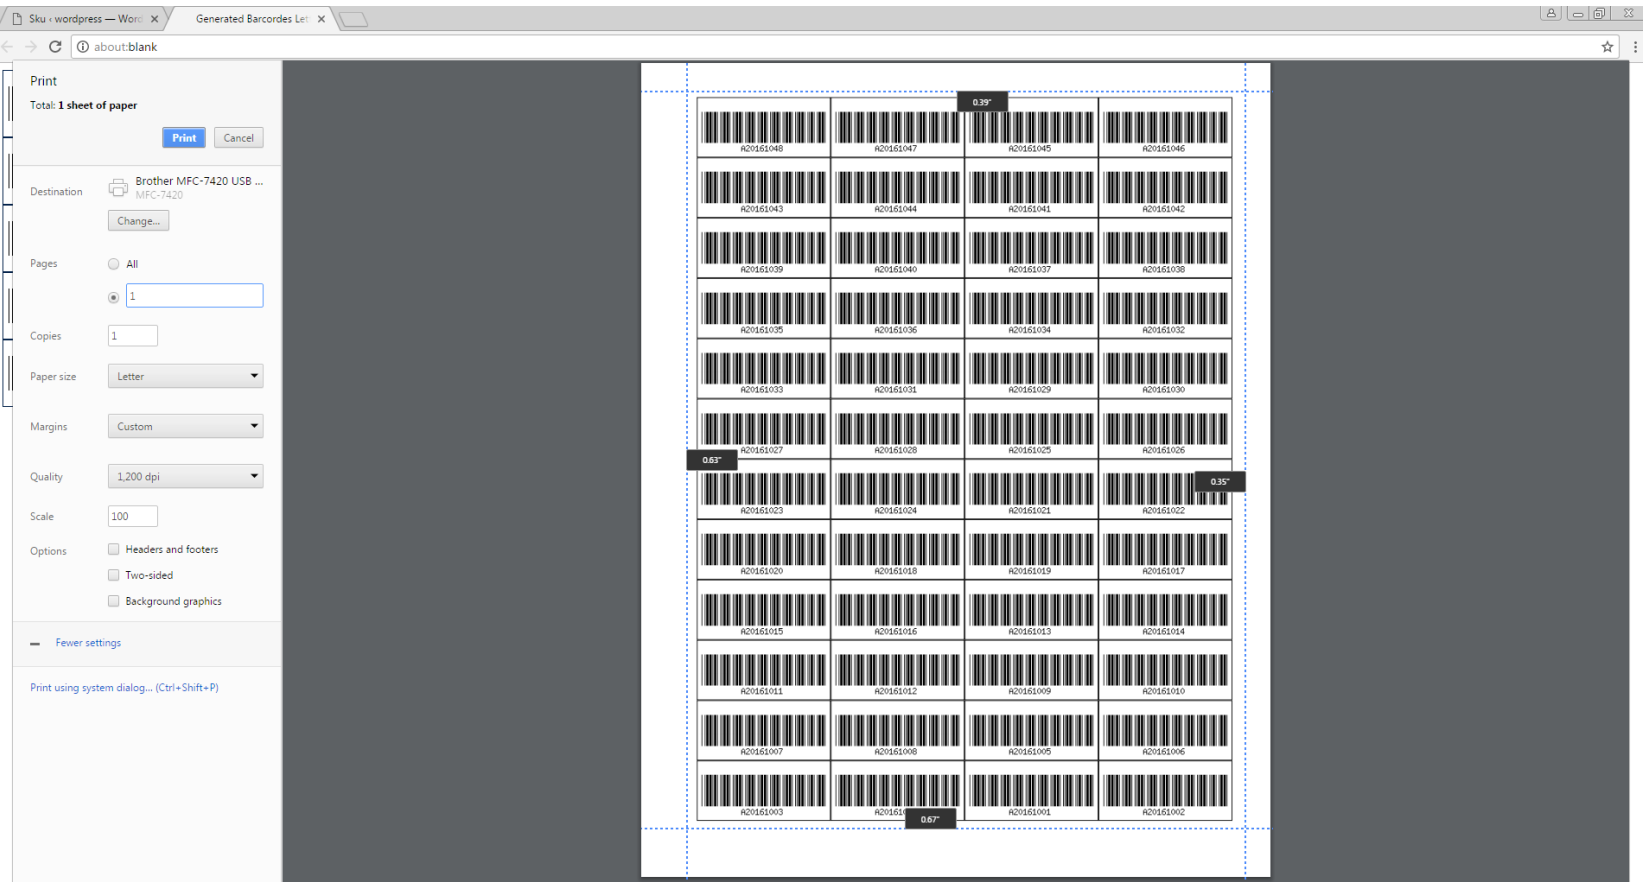 Sku ‹ wordpress — Word
Generated Barcordes Let
about:blank
Print
Total: 1 sheet of paper
Print
Cancel
Destination
Brother MFC-7420 USB ...
MFC-7420
Change...
Pages
All
1
Copies
1
Paper size
Letter
Margins
Custom
Quality
1,200 dpi
Scale
100
Options
Headers and footers
Two-sided
Background graphics
Fewer settings
Print using system dialog... (Ctrl+Shift+P)
0.39"
A20161048 A20161047 A20161045 A20161046
A20161043 A20161044 A20161041 A20161042
A20161039 A20161040 A20161037 A20161038
A20161035 A20161036 A20161034 A20161032
A20161033 A20161031 A20161029 A20161030
A20161027 A20161028 A20161025 A20161026
0.63"
0.35"
A20161023 A20161024 A20161021 A20161022
A20161020 A20161018 A20161019 A20161017
A20161015 A20161016 A20161013 A20161014
A20161011 A20161012 A20161009 A20161010
A20161007 A20161008 A20161005 A20161006
A20161003 A20161001 A20161002
0.67"